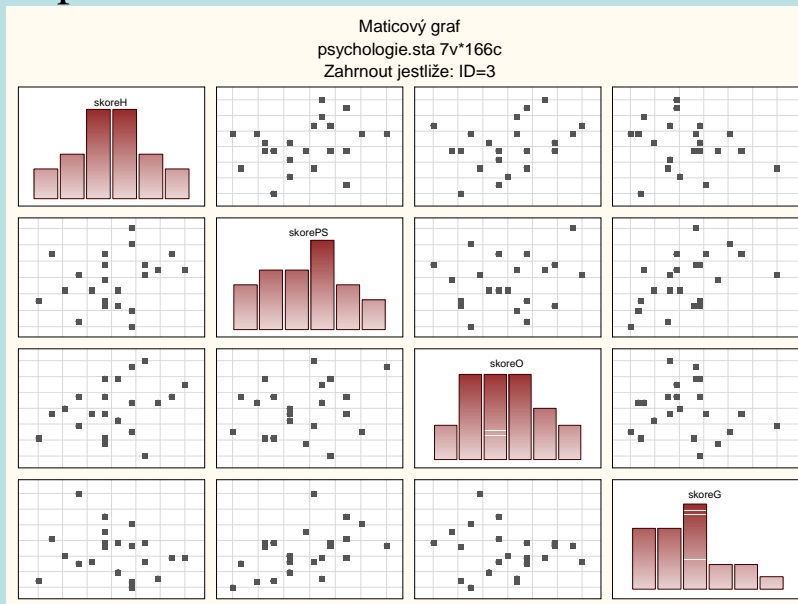 Maticový graf
psychologie.sta 7v*166c
Zahrnout jestliže: ID=3
skoreH
skorePS
skoreO
skoreG